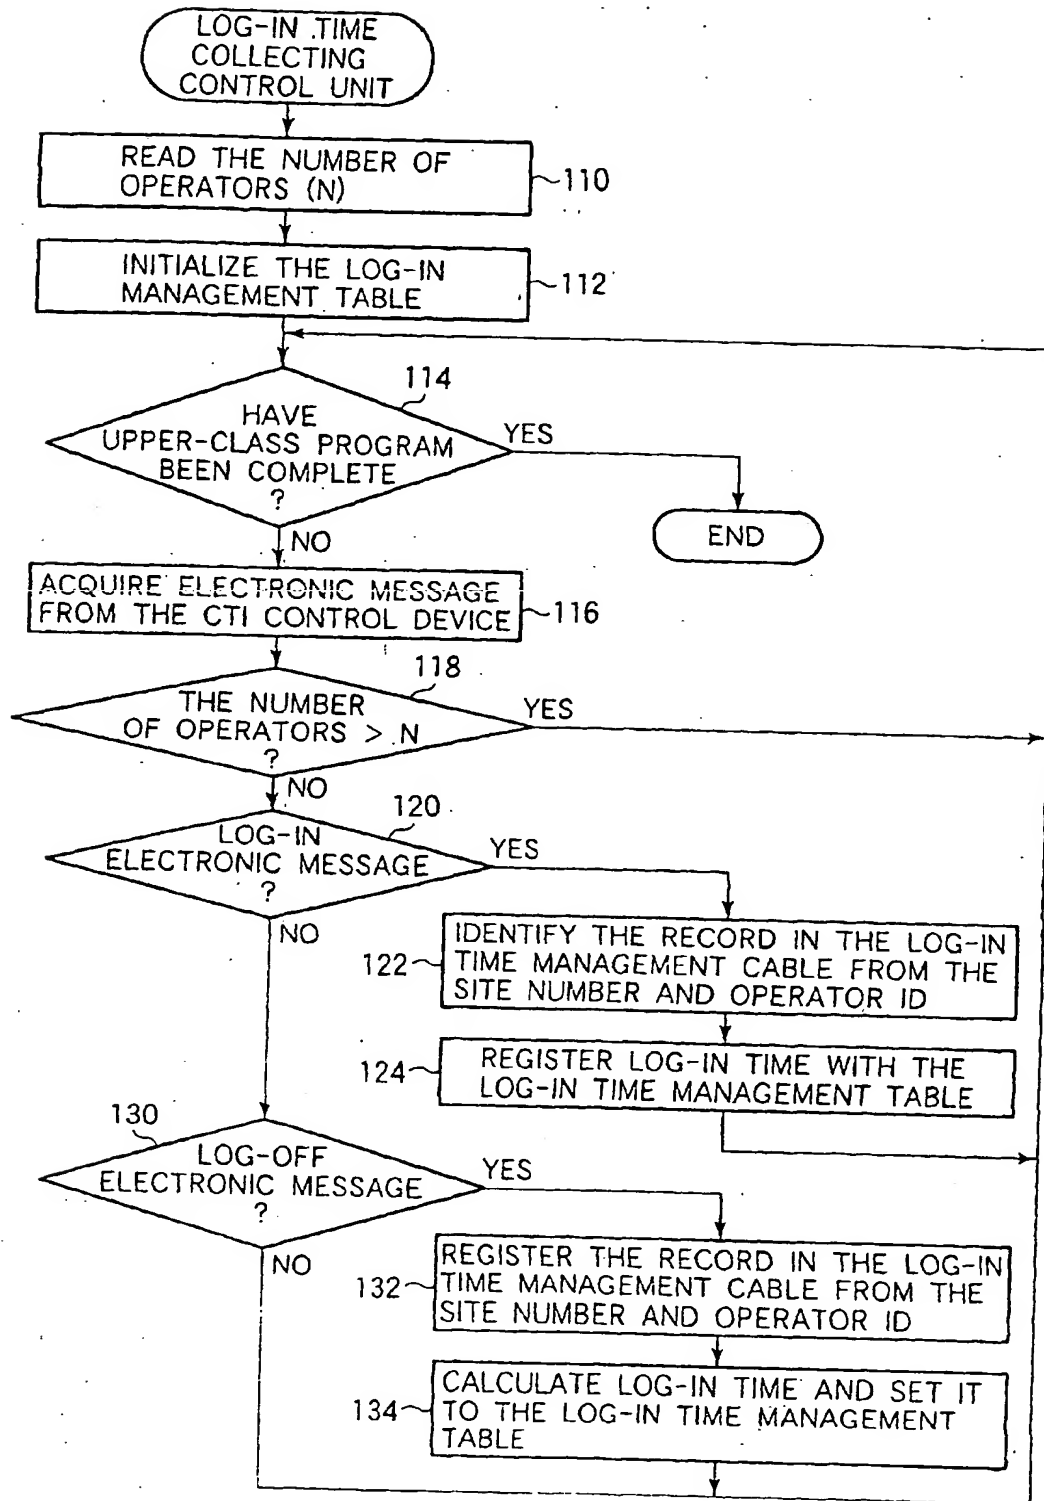 LOG-IN TIME
COLLECTING
CONTROL UNIT
READ THE NUMBER OF
OPERATORS (N)
110
INITIALIZE THE LOG-IN
MANAGEMENT TABLE
112
114
HAVE
UPPER-CLASS PROGRAM
BEEN COMPLETE
?
YES
END
NO
ACQUIRE ELECTRONIC MESSAGE
FROM THE CTI CONTROL DEVICE
116
118
THE NUMBER
OF OPERATORS > N
?
YES
NO
120
LOG-IN
ELECTRONIC MESSAGE
?
YES
NO
122
IDENTIFY THE RECORD IN THE LOG-IN
TIME MANAGEMENT CABLE FROM THE
SITE NUMBER AND OPERATOR ID
124
REGISTER LOG-IN TIME WITH THE
LOG-IN TIME MANAGEMENT TABLE
130
LOG-OFF
ELECTRONIC MESSAGE
?
YES
NO
132
REGISTER THE RECORD IN THE LOG-IN
TIME MANAGEMENT CABLE FROM THE
SITE NUMBER AND OPERATOR ID
134
CALCULATE LOG-IN TIME AND SET IT
TO THE LOG-IN TIME MANAGEMENT
TABLE